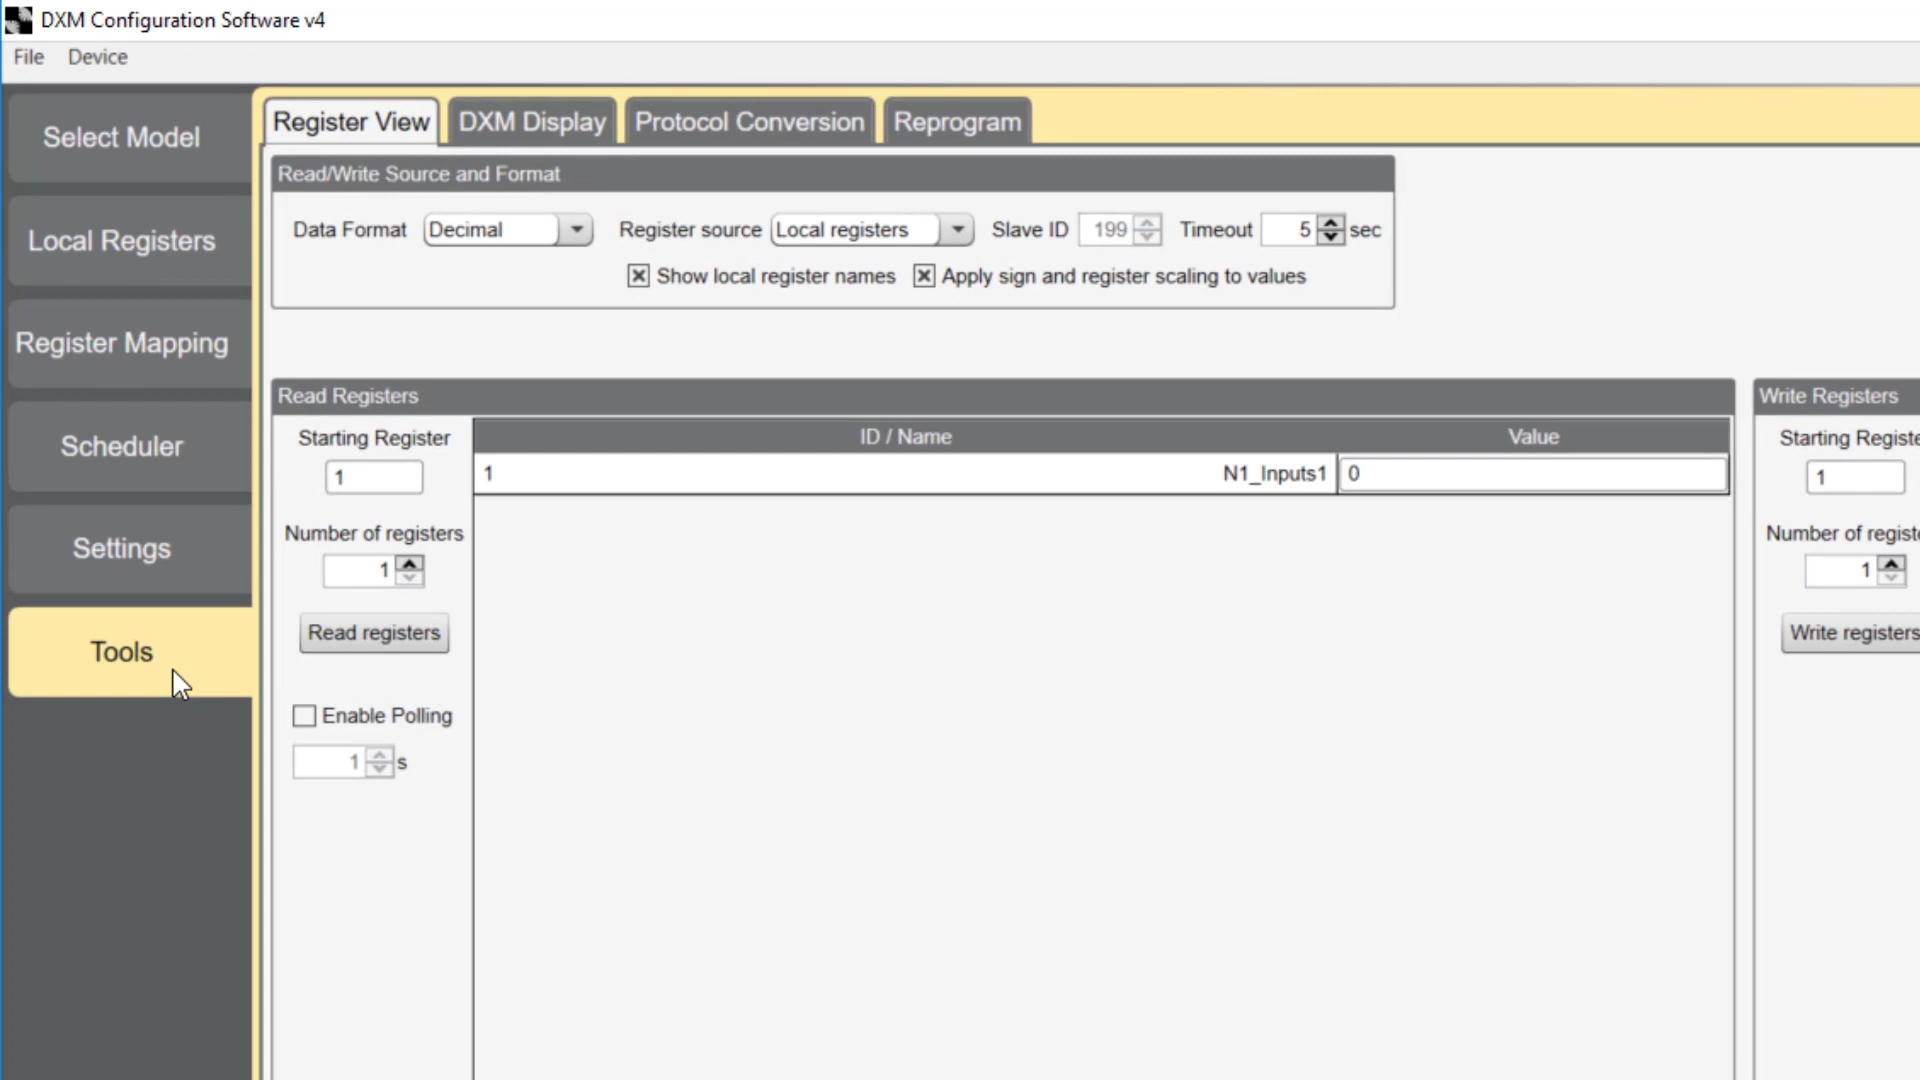 DXM Configuration Software v4
File Device
Select Model
Local Registers
Register Mapping
Scheduler
Settings
Tools
Register View DXM Display Protocol Conversion Reprogram
Read/Write Source and Format
Data Format Decimal Register source Local registers Slave ID 199 Timeout 5 sec
Show local register names Apply sign and register scaling to values
Read Registers
Starting Register
1
Number of registers
1
Read registers
Enable Polling
1 s
ID / Name Value
1 N1_Inputs1 0
Write Registers
Starting Registe
1
Number of registe
1
Write registers